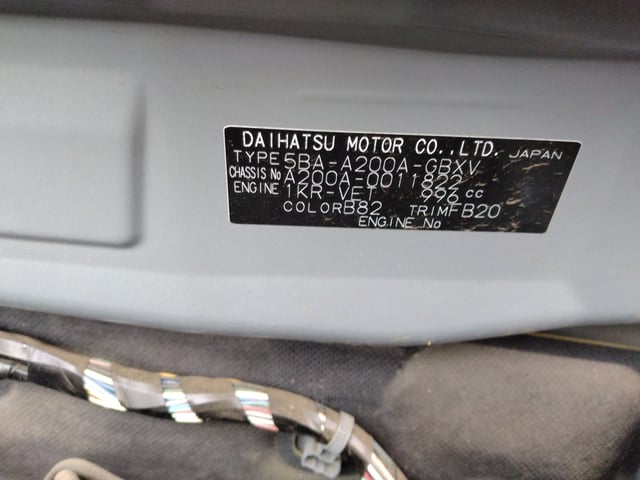 DAIHATSU MOTOR CO.,LTD. JAPAN
TYPE 5BA-A200A-GBXV
CHASSIS No A200A-0011822
ENGINE 1KR-VET 996 cc
COLOR B82 TRIM FB20
ENGINE No